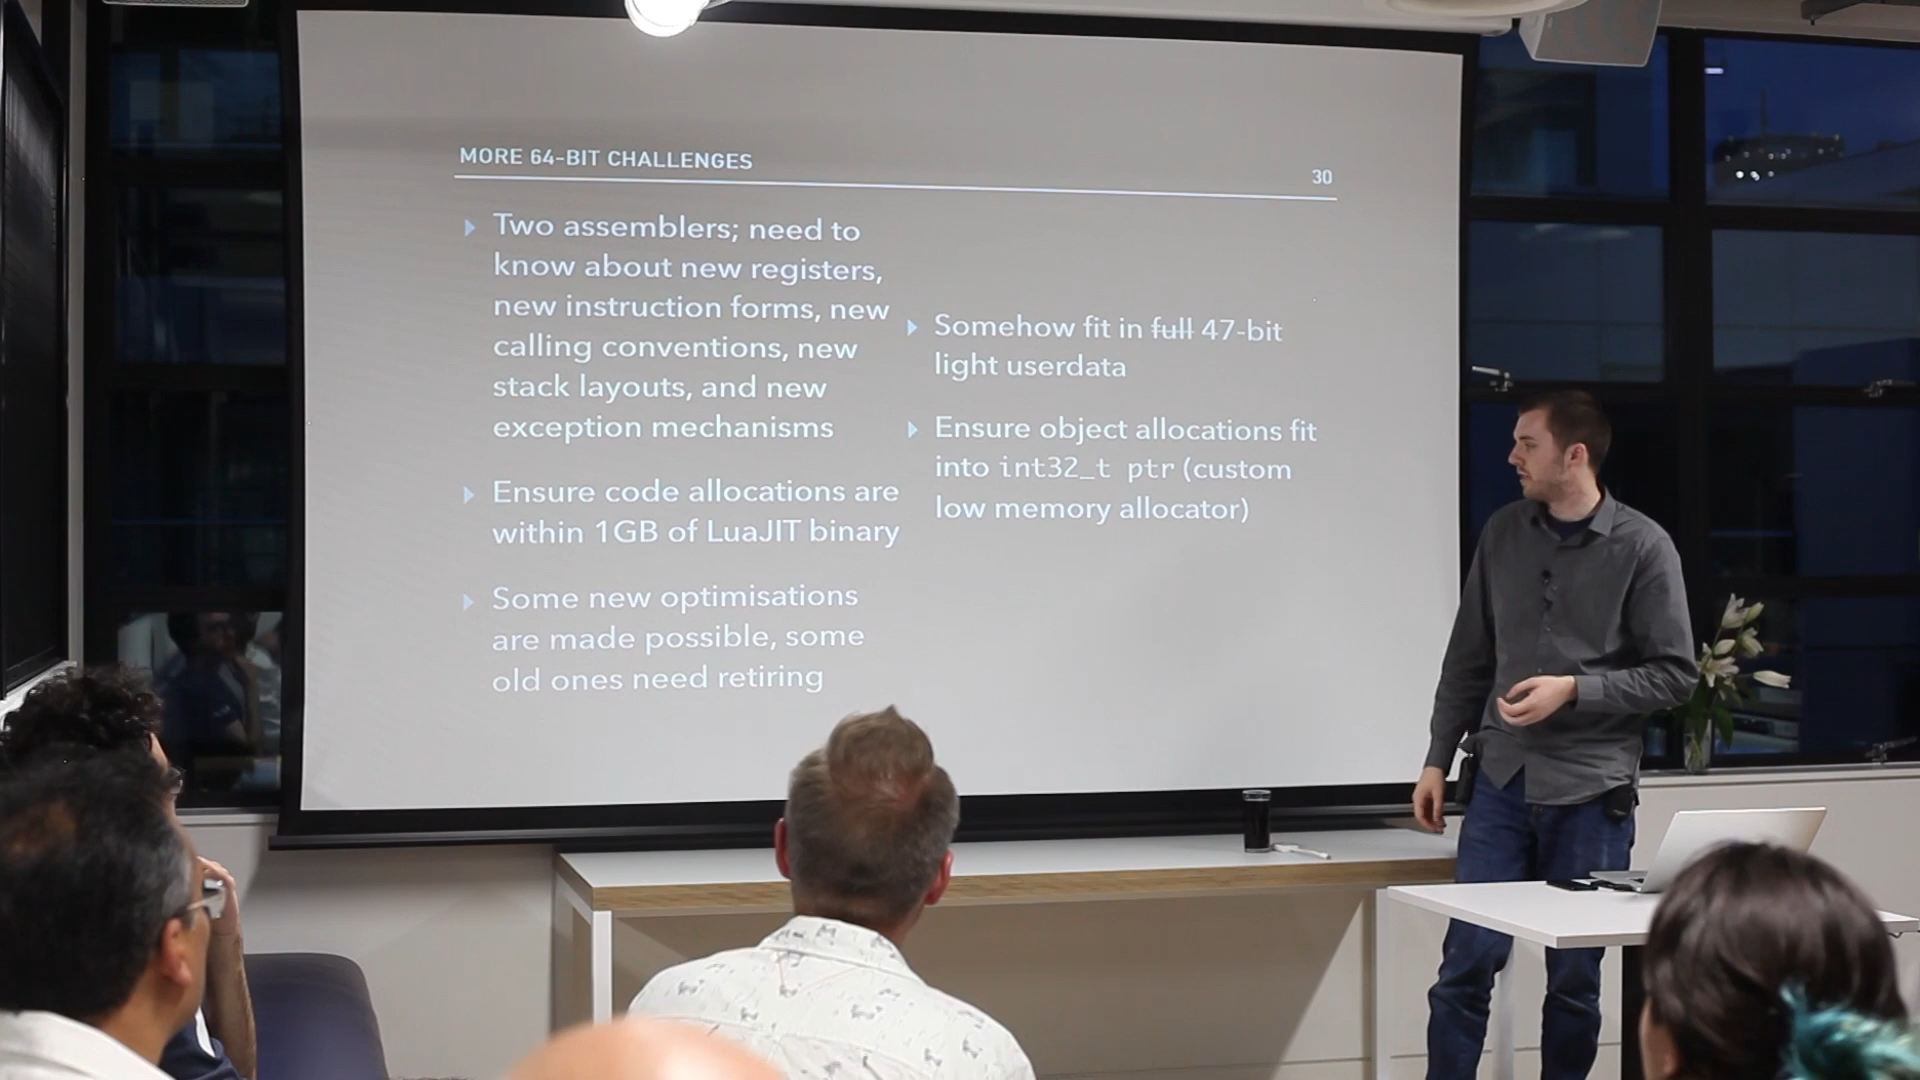 MORE 64-BIT CHALLENGES
30
Two assemblers; need to
know about new registers,
new instruction forms, new
calling conventions, new
stack layouts, and new
exception mechanisms
Ensure code allocations are
within 1GB of LuaJIT binary
Some new optimisations
are made possible, some
old ones need retiring
Somehow fit in full 47-bit
light userdata
Ensure object allocations fit
into int32_t ptr (custom
low memory allocator)